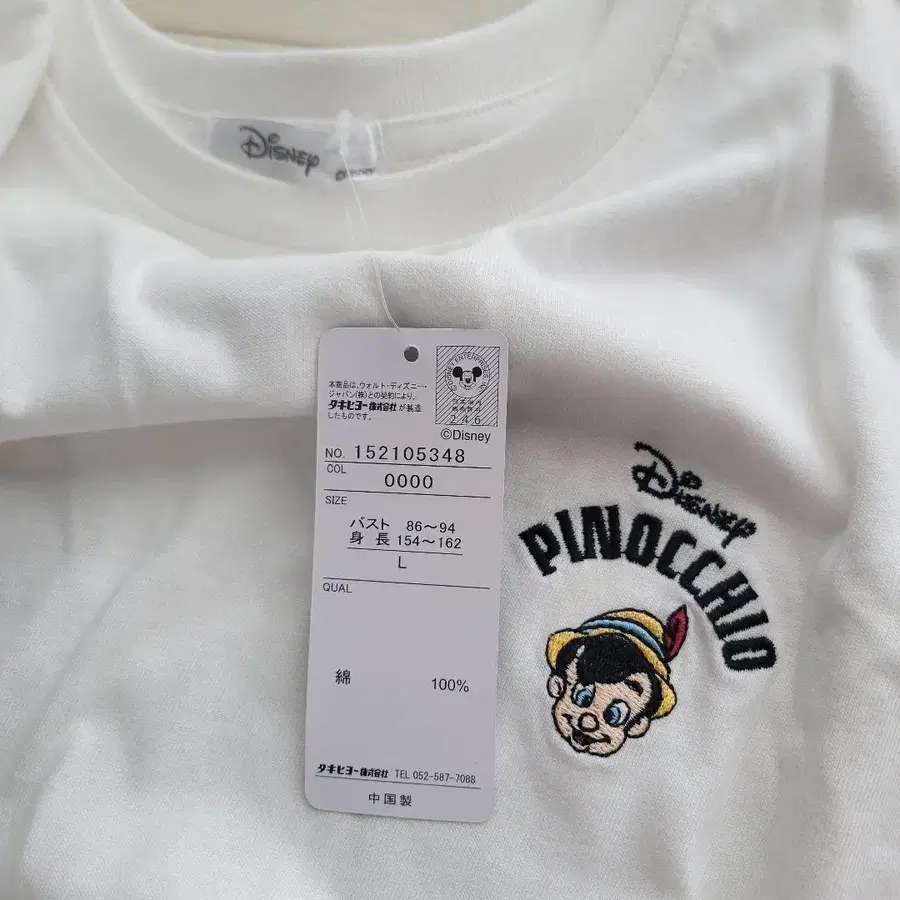 Disney
本商品は、ウォルト・ディズニー・
ジャパン(株)との契約により、
タキヒヨー株式会社が製造
したものです。
246
©Disney
NO. 152105348
COL
0000
SIZE
バスト 86～94
身長 154～162
L
QUAL
綿 100%
タキヒヨー株式会社 TEL 052-587-7088
中国製
Disney
PINOCCHIO